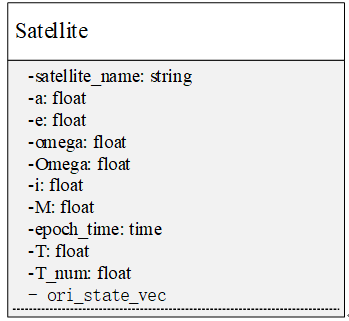 Satellite
-satellite_name: string
-a: float
-e: float
-omega: float
-Omega: float
-i: float
-M: float
-epoch_time: time
-T: float
-T_num: float
- ori_state_vec